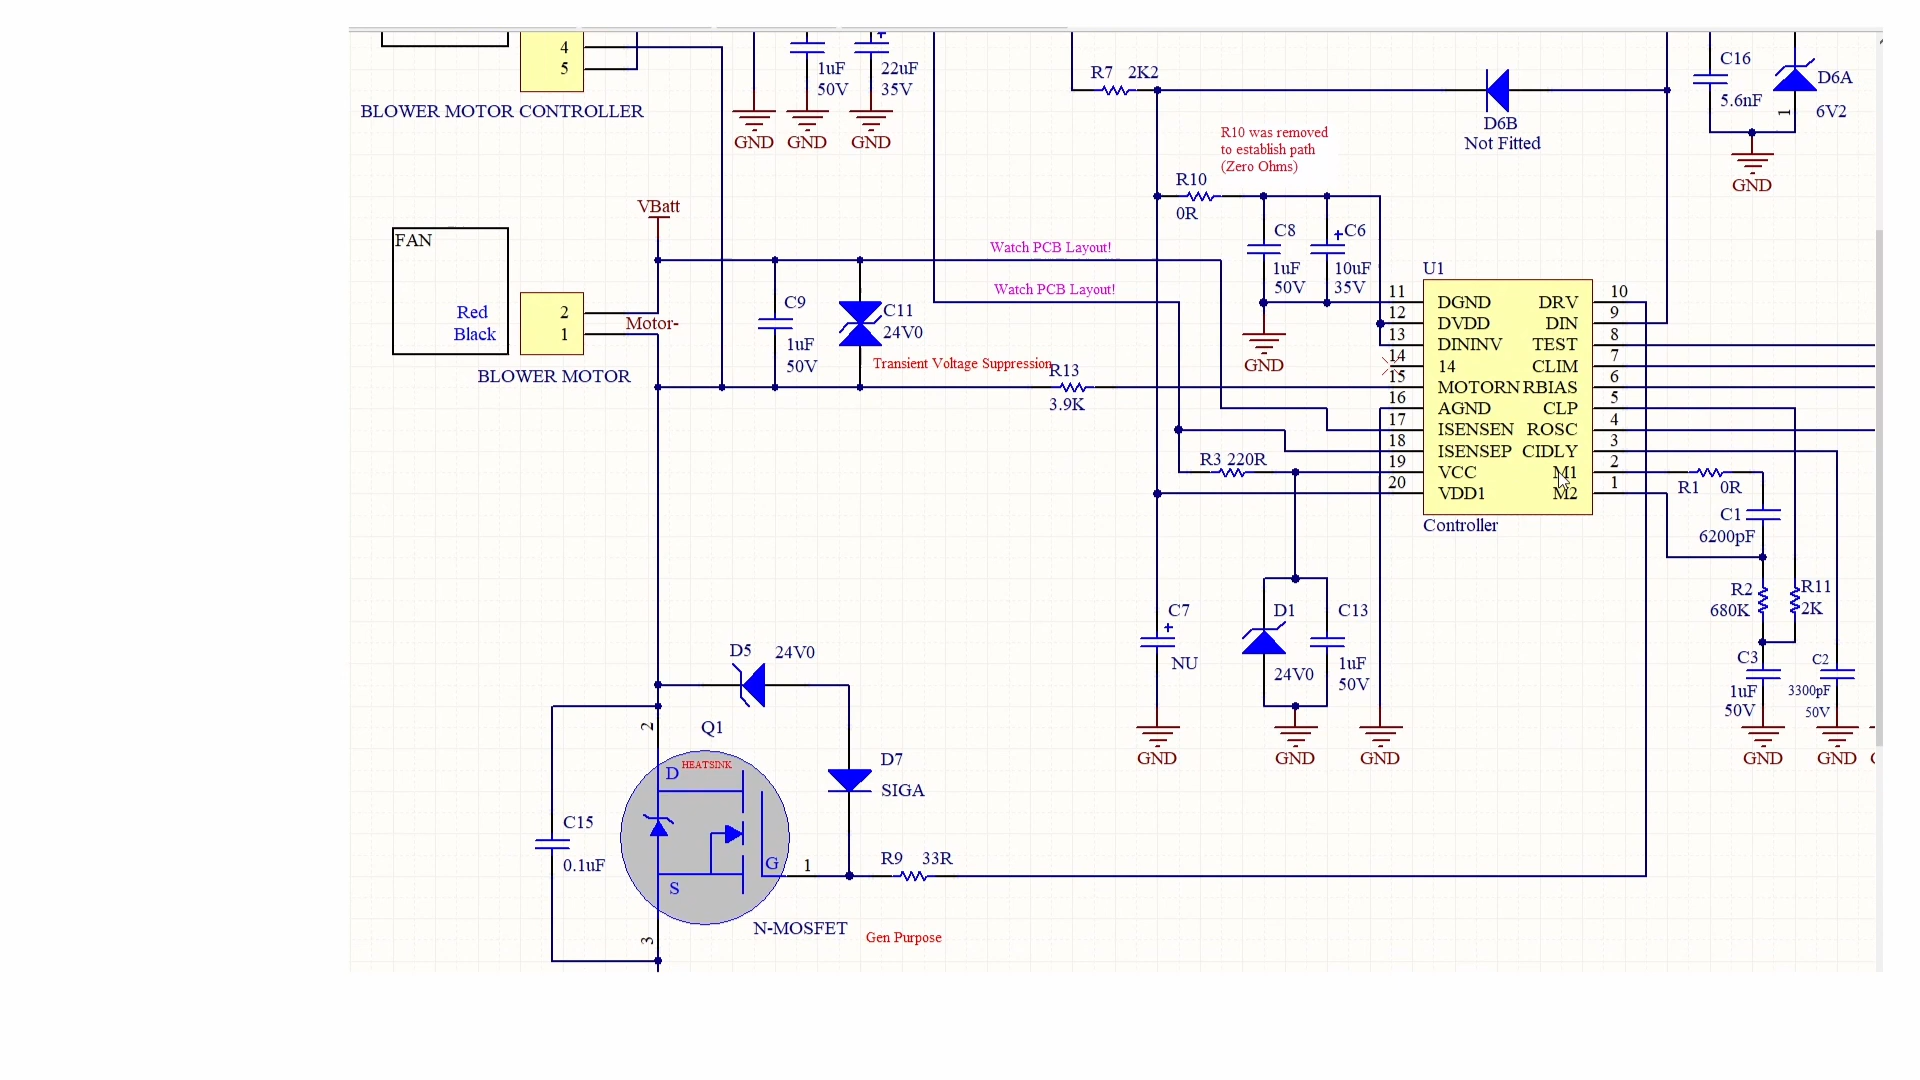 4
5
BLOWER MOTOR CONTROLLER
1uF
50V
22uF
35V
+
GND
GND
GND
R7 2K2
D6B
Not Fitted
C16
5.6nF
D6A
6V2
1
GND
R10 was removed
to establish path
(Zero Ohms)
R10
0R
VBatt
FAN
Red
Black
2
1
Motor-
BLOWER MOTOR
Watch PCB Layout!
Watch PCB Layout!
C9
1uF
50V
C11
24V0
Transient Voltage Suppression
R13
3.9K
C8
1uF
50V
+
C6
10uF
35V
GND
U1
11 DGND DRV 10
12 DVDD DIN 9
13 DININV TEST 8
14 14 CLIM 7
15 MOTORN RBIAS 6
16 AGND CLP 5
17 ISENSEN ROSC 4
18 ISENSEP CIDLY 3
19 VCC M1 2
20 VDD1 M2 1
Controller
R3 220R
R1 0R
C1
6200pF
R2
680K
R11
2K
C3
1uF
50V
C2
3300pF
50V
GND
GND
C7
+
NU
GND
D1
24V0
C13
1uF
50V
GND
GND
D5
24V0
2
Q1
D
HEATSINK
G
S
1
3
D7
SIGA
R9 33R
C15
0.1uF
N-MOSFET
Gen Purpose